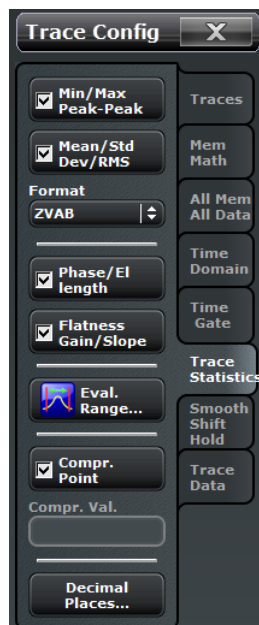 Trace Config X
Min/Max
Peak-Peak
Mean/Std
Dev/RMS
Format
ZVAB
Phase/El
length
Flatness
Gain/Slope
Eval.
Range...
Compr.
Point
Compr. Val.
Decimal
Places...
Traces
Mem
Math
All Mem
All Data
Time
Domain
Time
Gate
Trace
Statistics
Smooth
Shift
Hold
Trace
Data